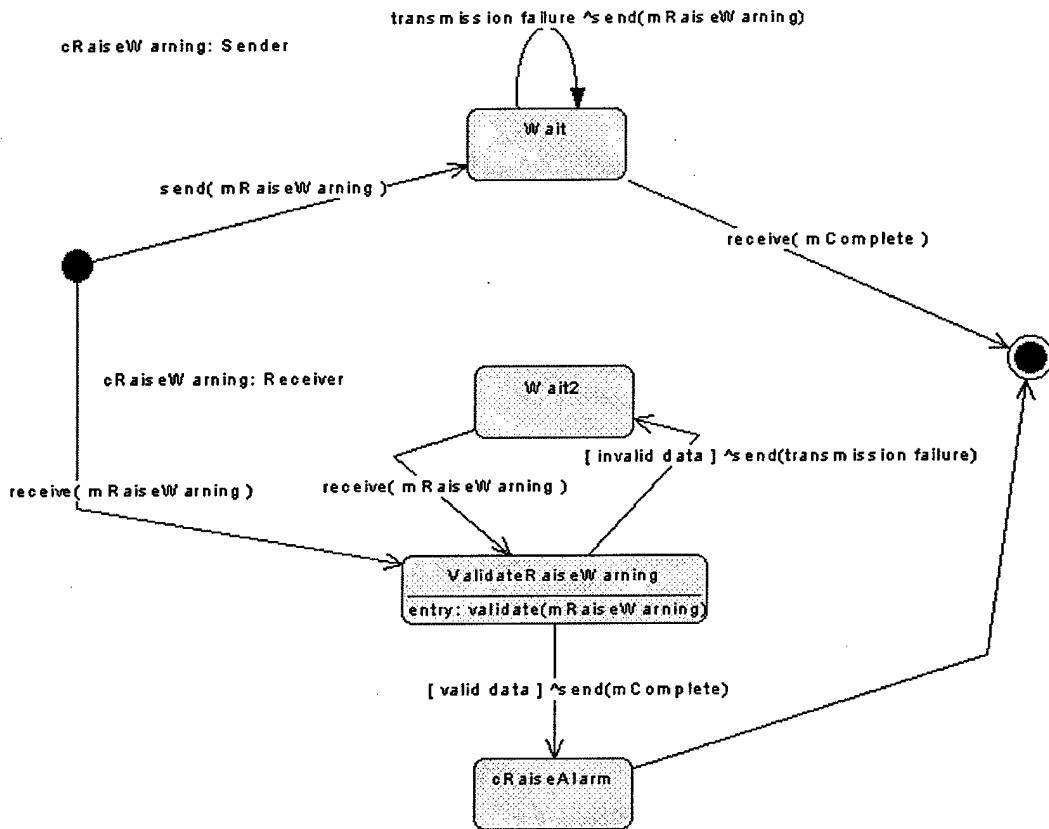 transmission failure ^send(mRaiseWarning)
cRaiseWarning: Sender
Wait
send( mRaiseWarning )
receive( mComplete )
cRaiseWarning: Receiver
Wait2
[ invalid data ] ^send(transmission failure)
receive( mRaiseWarning )
receive( mRaiseWarning )
ValidateRaiseWarning
entry: validate(mRaiseWarning)
[ valid data ] ^send(mComplete)
cRaiseAlarm